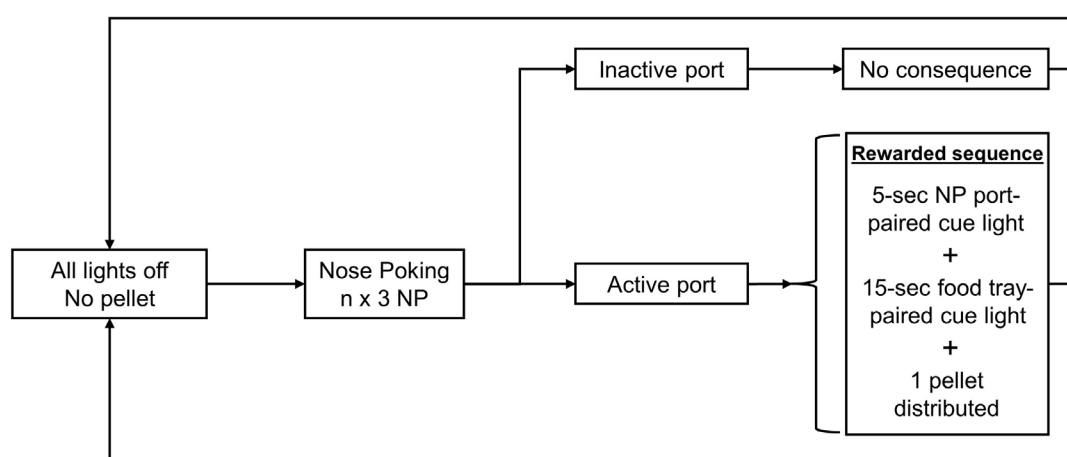 All lights off
No pellet
Nose Poking
n x 3 NP
Inactive port
No consequence
Active port
Rewarded sequence
5-sec NP port-
paired cue light
+
15-sec food tray-
paired cue light
+
1 pellet
distributed